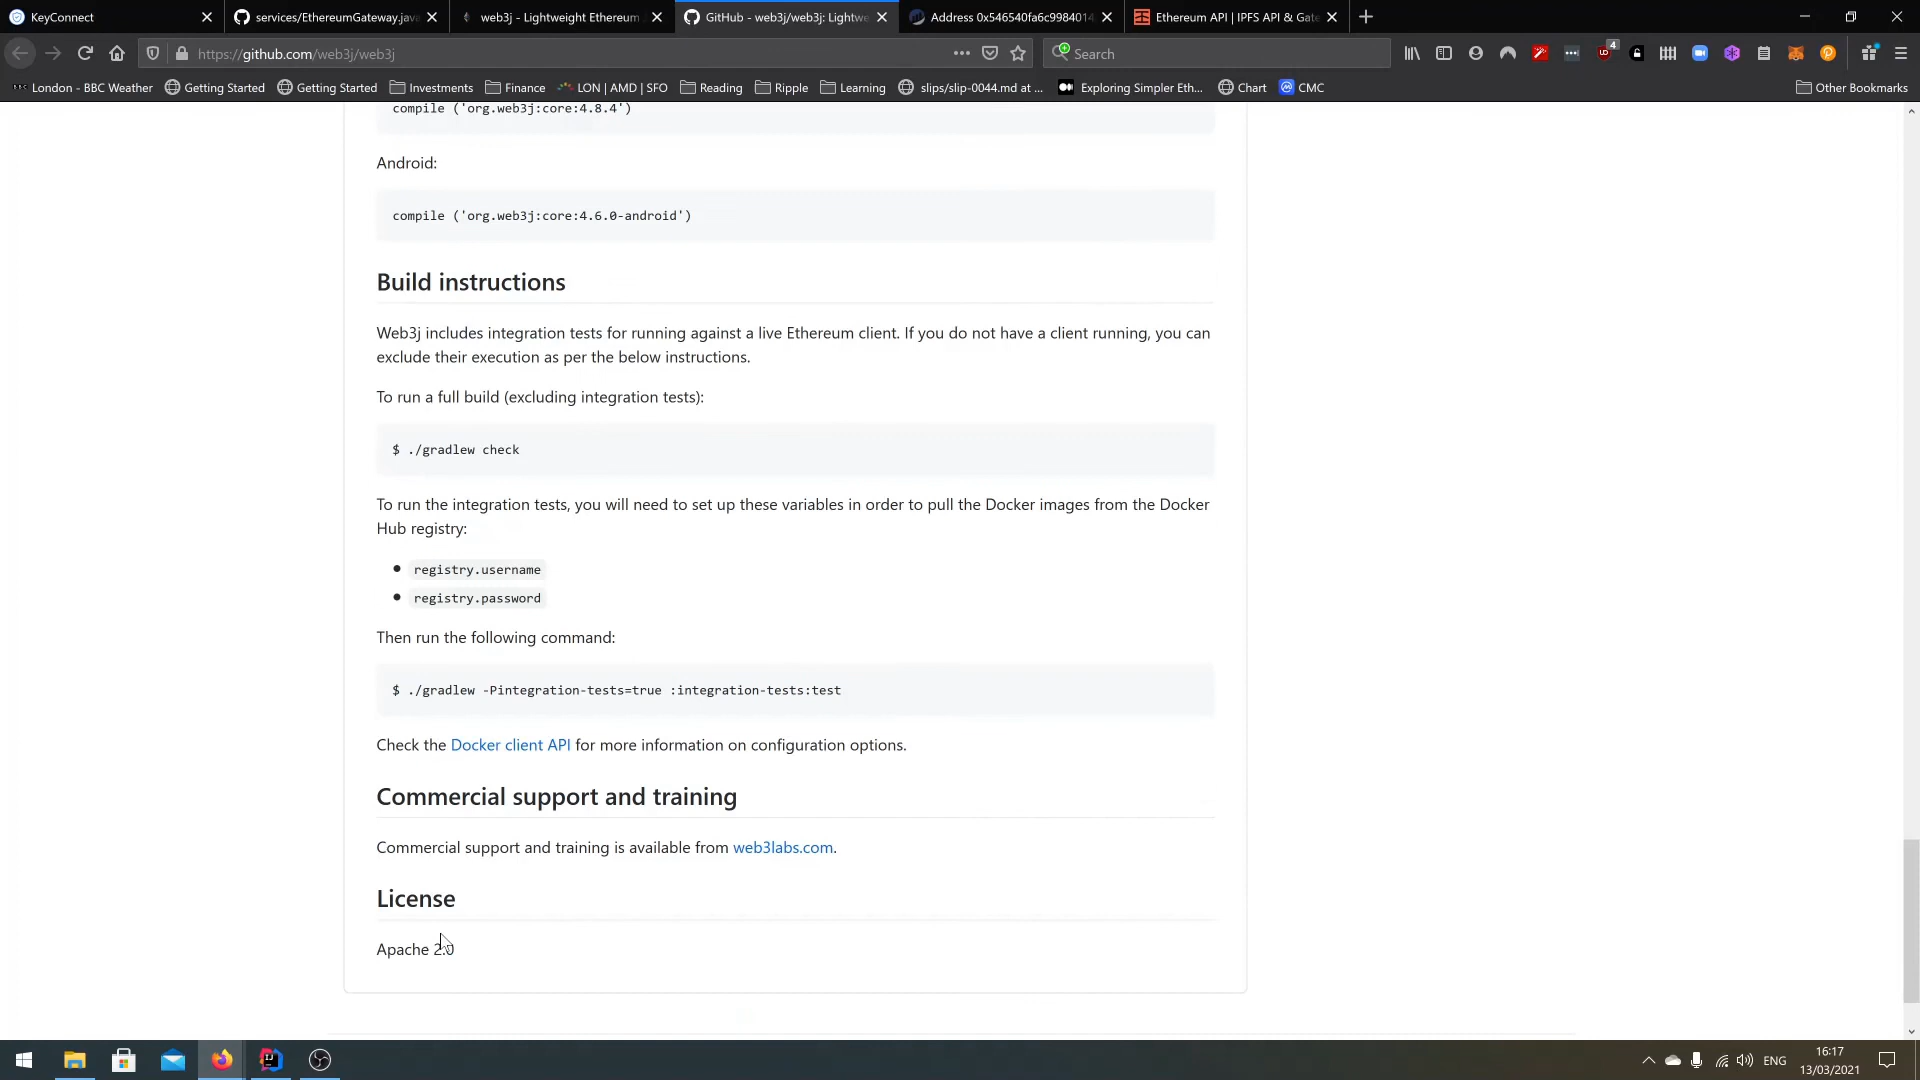 KeyConnect
services/EthereumGateway.java
web3j - Lightweight Ethereum
GitHub - web3j/web3j: Lightwe
Address 0x546540fa6c9984014
Ethereum API | IPFS API & Gate
https://github.com/web3j/web3j
Search
4
London - BBC Weather
Getting Started
Getting Started
Investments
Finance
LON | AMD | SFO
Reading
Ripple
Learning
slips/slip-0044.md at ...
Exploring Simpler Eth...
Chart
CMC
Other Bookmarks
compile ('org.web3j:core:4.8.4')
Android:
compile ('org.web3j:core:4.6.0-android')
Build instructions
Web3j includes integration tests for running against a live Ethereum client. If you do not have a client running, you can
exclude their execution as per the below instructions.
To run a full build (excluding integration tests):
$ ./gradlew check
To run the integration tests, you will need to set up these variables in order to pull the Docker images from the Docker
Hub registry:
registry.username
registry.password
Then run the following command:
$ ./gradlew -Pintegration-tests=true :integration-tests:test
Check the Docker client API for more information on configuration options.
Commercial support and training
Commercial support and training is available from web3labs.com.
License
Apache 2.0
ENG
16:17
13/03/2021